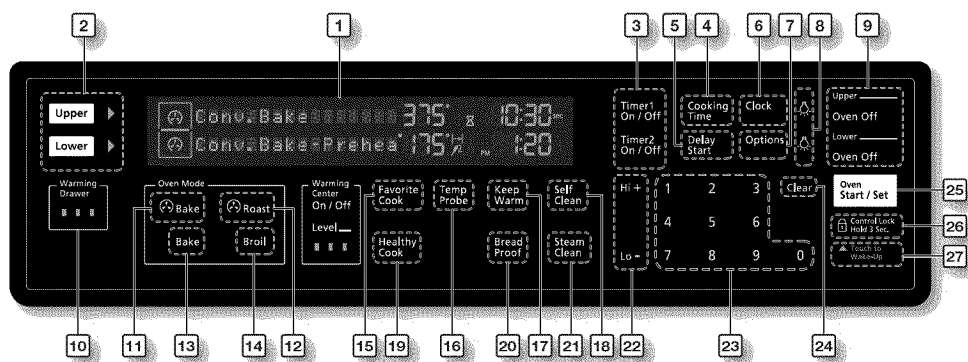 2 1 3 5 4 6 7 8 9
Upper
Lower
Conv. Bake 375° 10:30
Conv. Bake-Prehea 175° PM 1:20
Timer1
On / Off
Timer2
On / Off
Cooking
Time
Delay
Start
Clock
Options
Upper
Oven Off
Lower
Oven Off
Warming
Drawer
Oven Mode
Bake
Roast
Bake
Broil
Warming
Center
On / Off
Level
Favorite
Cook
Temp
Probe
Keep
Warm
Self
Clean
Healthy
Cook
Bread
Proof
Steam
Clean
Hi +
Lo -
1 2 3
4 5 6
7 8 9 0
Clear
Oven
Start / Set
Control Lock
Hold 3 Sec.
Touch to
Wake-Up
25
26
27
10 11 13 14 12 15 19 16 20 17 21 18 22 23 24